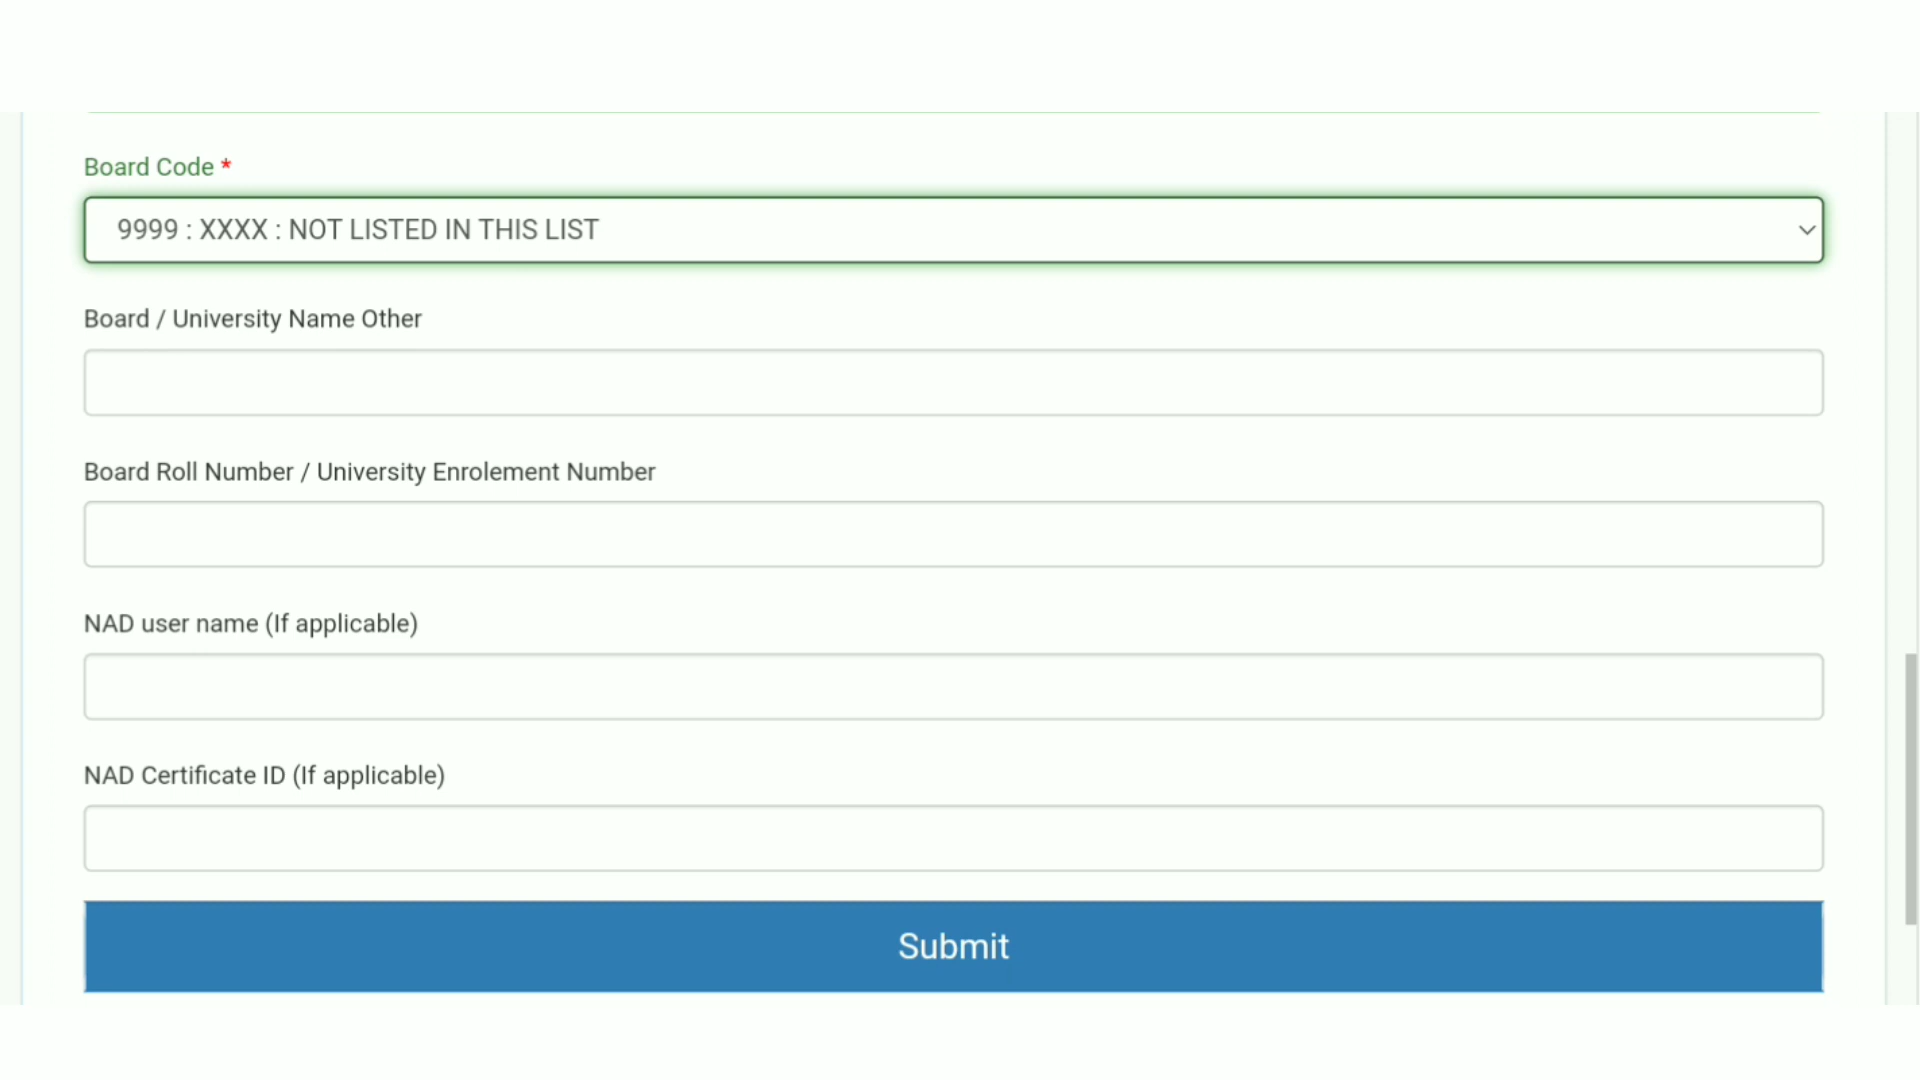 Board Code *
9999 : XXXX : NOT LISTED IN THIS LIST
Board / University Name Other
Board Roll Number / University Enrolement Number
NAD user name (If applicable)
NAD Certificate ID (If applicable)
Submit